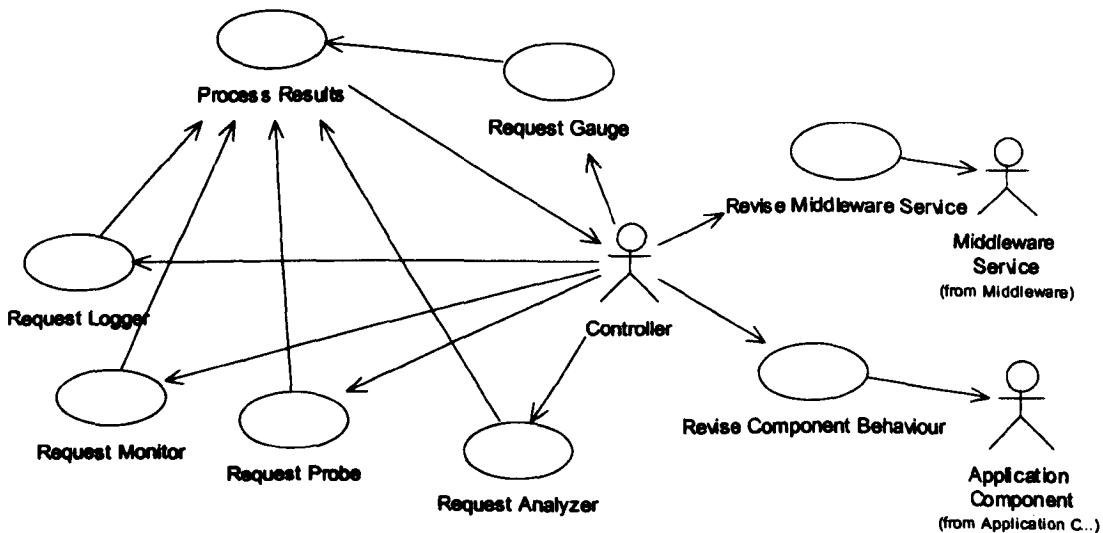 Process Results
Request Gauge
Revise Middleware Service
Middleware
Service
(from Middleware)
Request Logger
Controller
Revise Component Behaviour
Request Monitor
Request Probe
Request Analyzer
Application
Component
(from Application C...)